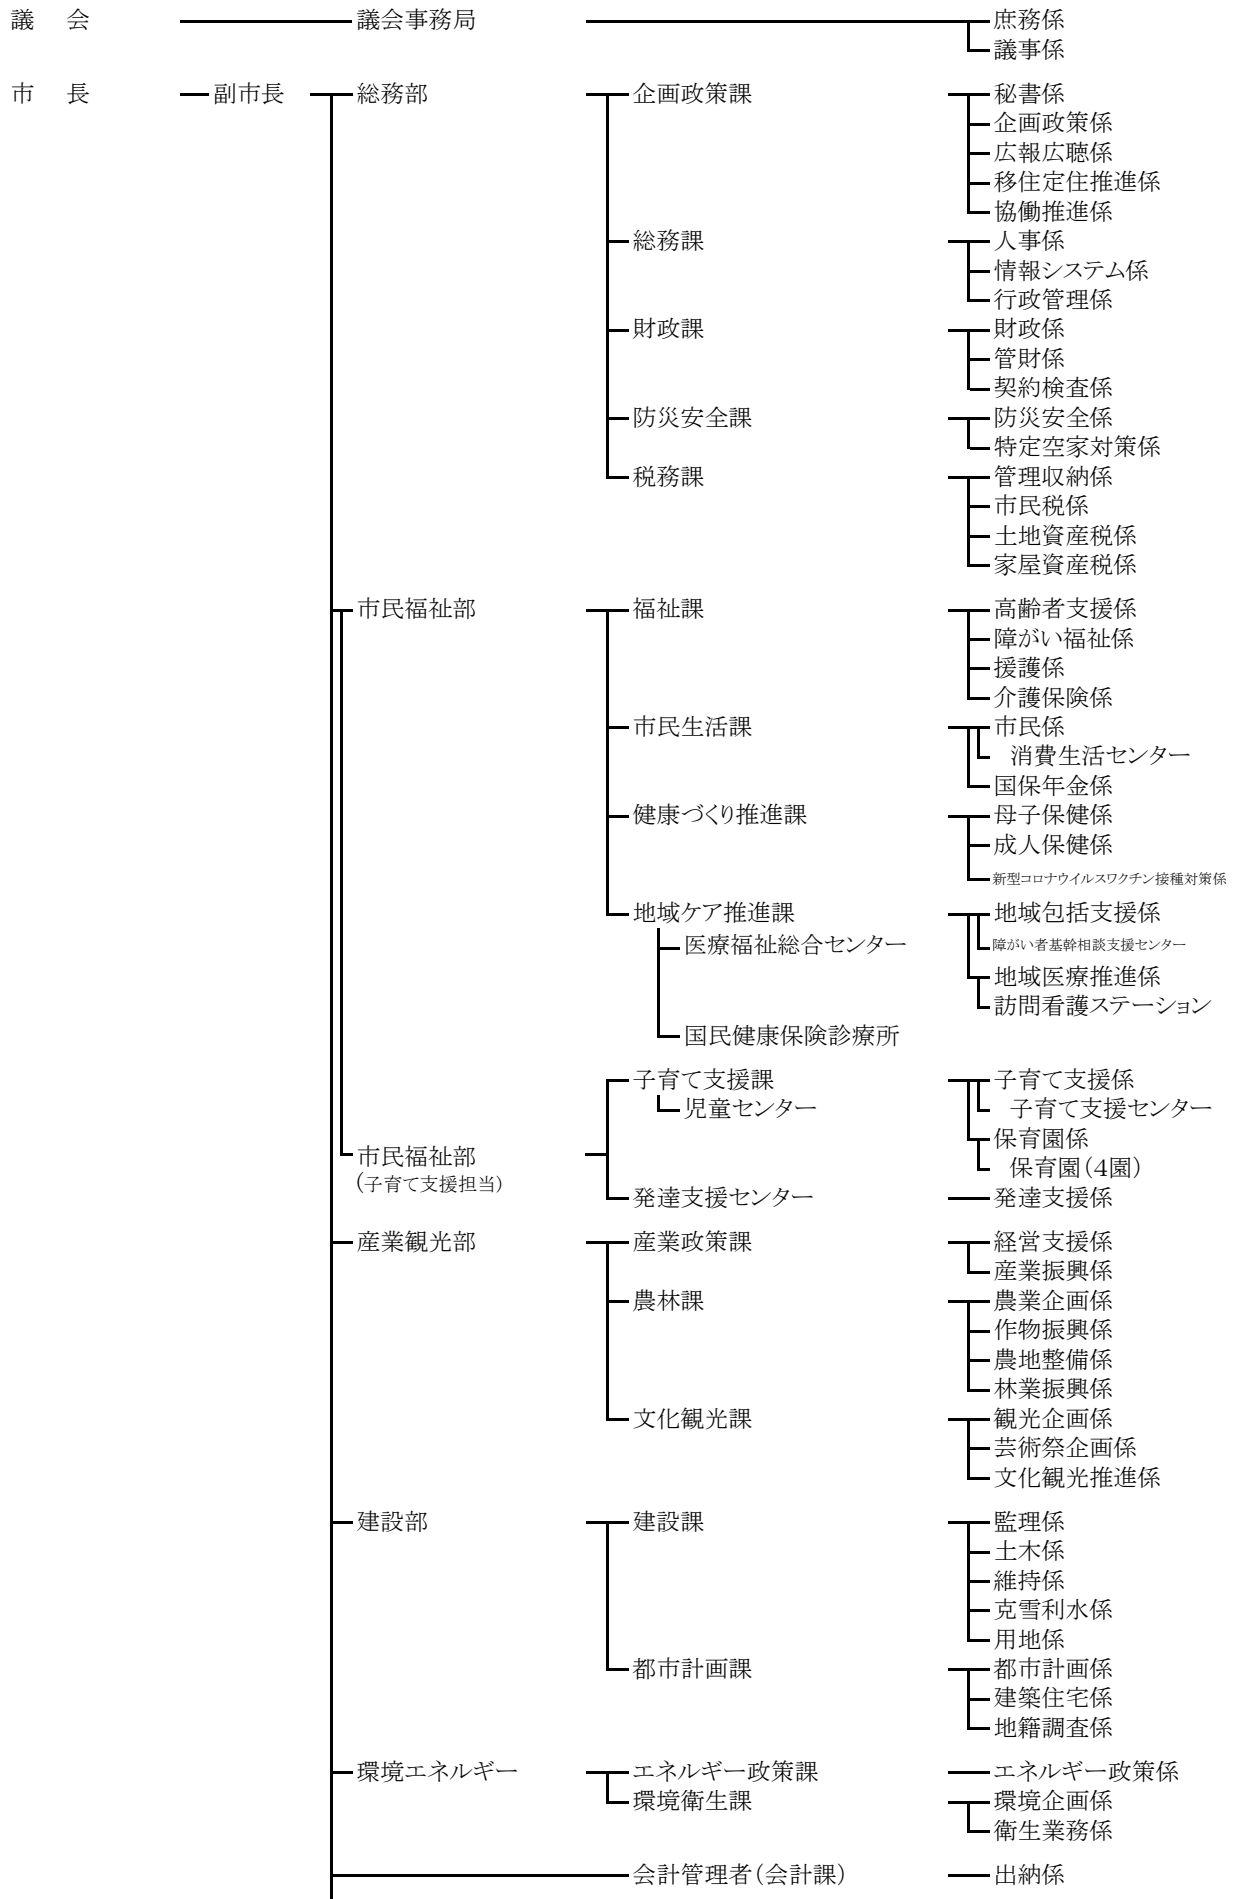 議　会　議会事務局　庶務係
議事係
市　長　副市長　総務部　企画政策課　秘書係
企画政策係
広報広聴係
移住定住推進係
協働推進係
総務課　人事係
情報システム係
行政管理係
財政課　財政係
管財係
契約検査係
防災安全課　防災安全係
特定空家対策係
税務課　管理収納係
市民税係
土地資産税係
家屋資産税係
市民福祉部　福祉課　高齢者支援係
障がい福祉係
援護係
介護保険係
市民生活課　市民係
消費生活センター
国保年金係
健康づくり推進課　母子保健係
成人保健係
新型コロナウイルスワクチン接種対策係
地域ケア推進課　地域包括支援係
医療福祉総合センター　障がい者基幹相談支援センター
地域医療推進係
訪問看護ステーション
国民健康保険診療所
子育て支援課　子育て支援係
児童センター　子育て支援センター
保育園係
市民福祉部　保育園（4園）
(子育て支援担当)
発達支援センター　発達支援係
産業観光部　産業政策課　経営支援係
産業振興係
農林課　農業企画係
作物振興係
農地整備係
林業振興係
文化観光課　観光企画係
芸術祭企画係
文化観光推進係
建設部　建設課　監理係
土木係
維持係
克雪利水係
用地係
都市計画課　都市計画係
建築住宅係
地籍調査係
環境エネルギー　エネルギー政策課　エネルギー政策係
環境衛生課　環境企画係
衛生業務係
会計管理者（会計課）　出納係